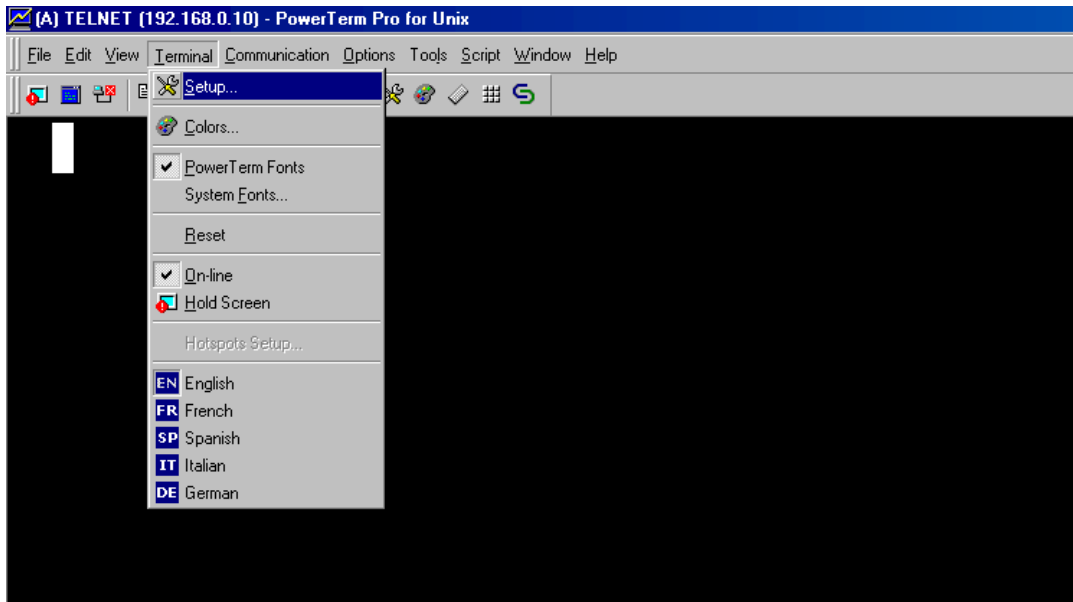 (A) TELNET (192.168.0.10) - PowerTerm Pro for Unix
File Edit View Terminal Communication Options Tools Script Window Help
Setup...
Colors...
PowerTerm Fonts
System Fonts...
Reset
On-line
Hold Screen
Hotspots Setup...
EN English
FR French
SP Spanish
IT Italian
DE German